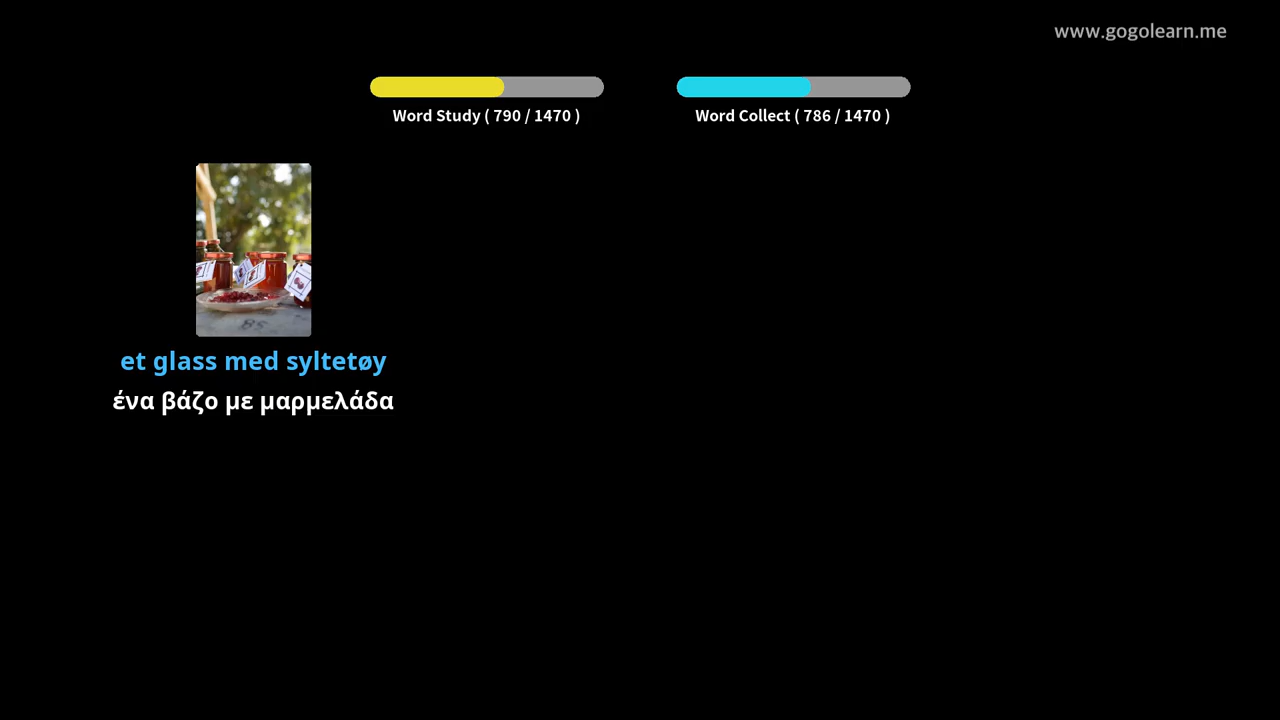 www.gogolearn.me
Word Study ( 790 / 1470 )
Word Collect ( 786 / 1470 )
et glass med syltetøy
ένα βάζο με μαρμελάδα